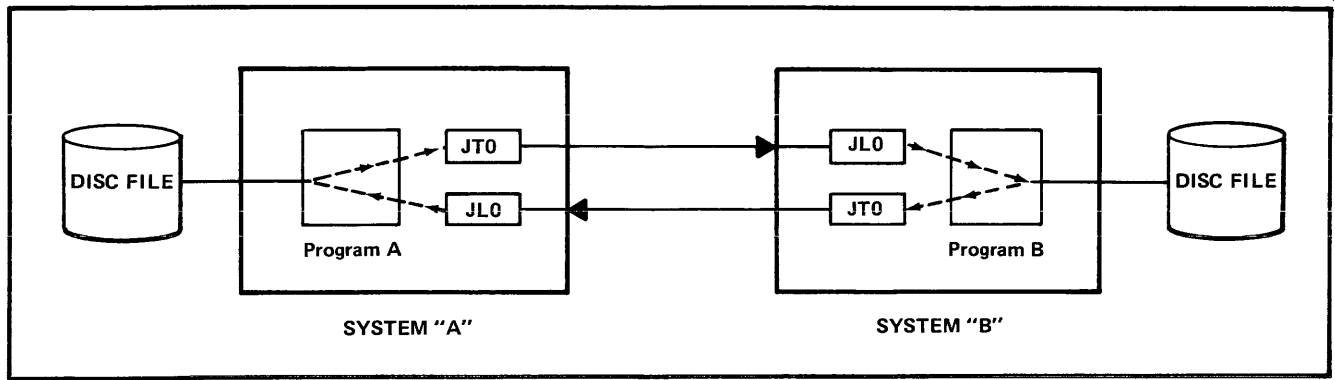 DISC FILE
JTO
JLO
Program A
SYSTEM "A"
JLO
JTO
Program B
SYSTEM "B"
DISC FILE